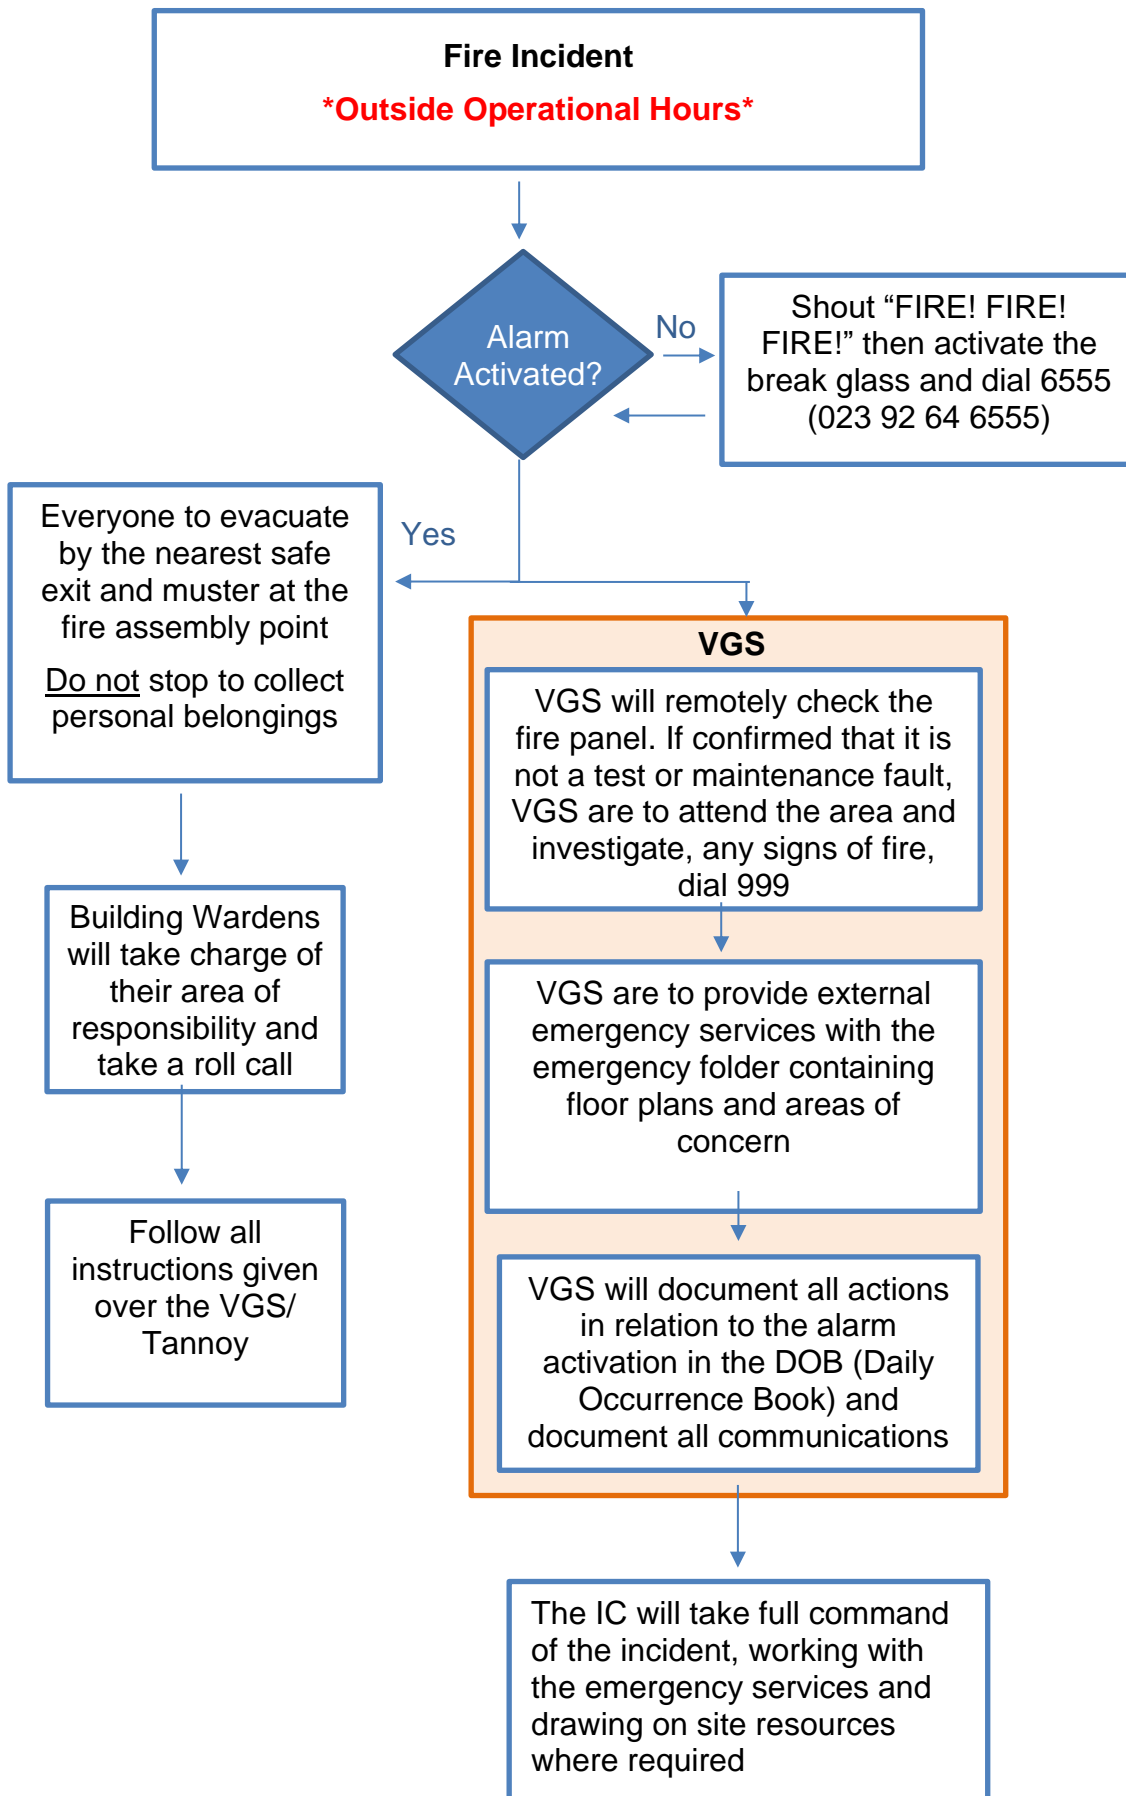 Fire Incident
*Outside Operational Hours*
Alarm
Activated?
No
Shout “FIRE! FIRE!
FIRE!” then activate the
break glass and dial 6555
(023 92 64 6555)
Yes
Everyone to evacuate
by the nearest safe
exit and muster at the
fire assembly point
Do not stop to collect
personal belongings
Building Wardens
will take charge of
their area of
responsibility and
take a roll call
Follow all
instructions given
over the VGS/
Tannoy
VGS
VGS will remotely check the
fire panel. If confirmed that it is
not a test or maintenance fault,
VGS are to attend the area and
investigate, any signs of fire,
dial 999
VGS are to provide external
emergency services with the
emergency folder containing
floor plans and areas of
concern
VGS will document all actions
in relation to the alarm
activation in the DOB (Daily
Occurrence Book) and
document all communications
The IC will take full command
of the incident, working with
the emergency services and
drawing on site resources
where required